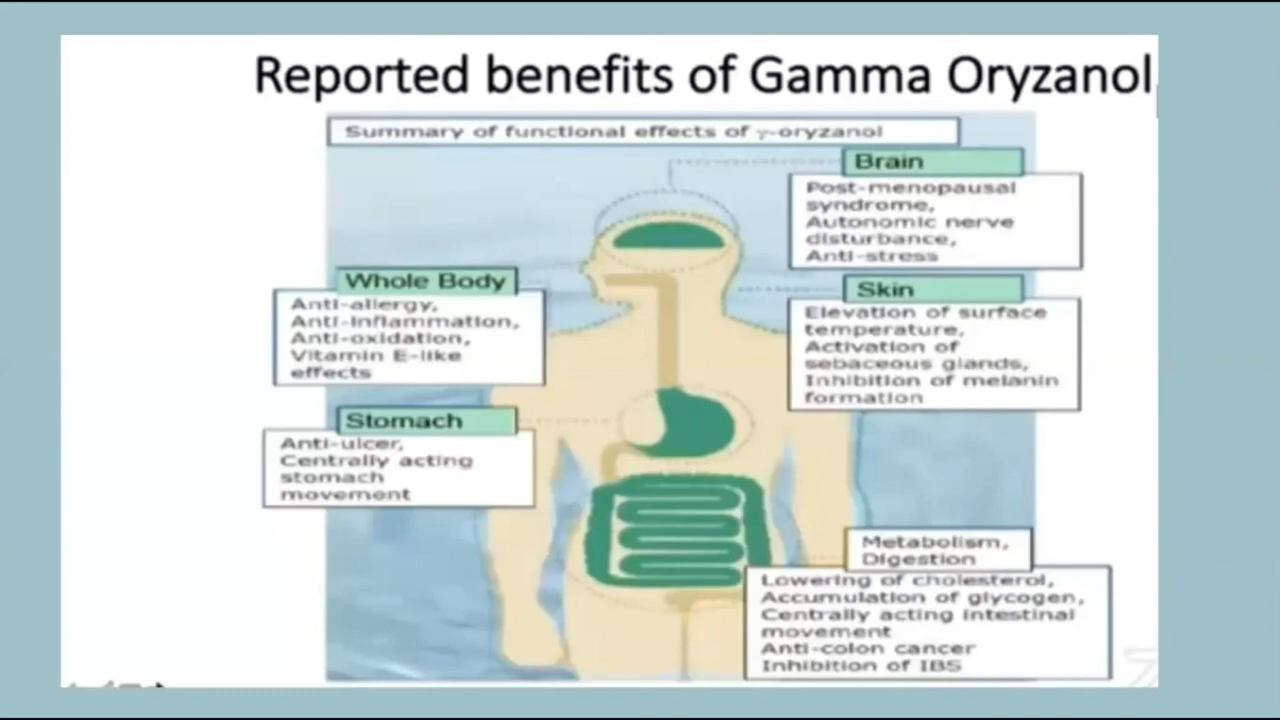 Reported benefits of Gamma Oryzanol
Summary of functional effects of γ-oryzanol
Brain
Post-menopausal
syndrome,
Autonomic nerve
disturbance,
Anti-stress
Whole Body
Anti-allergy,
Anti-inflammation,
Anti-oxidation,
Vitamin E-like
effects
Skin
Elevation of surface
temperature,
Activation of
sebaceous glands,
Inhibition of melanin
formation
Stomach
Anti-ulcer,
Centrally acting
stomach
movement
Metabolism,
Digestion
Lowering of cholesterol,
Accumulation of glycogen,
Centrally acting intestinal
movement
Anti-colon cancer
Inhibition of IBS